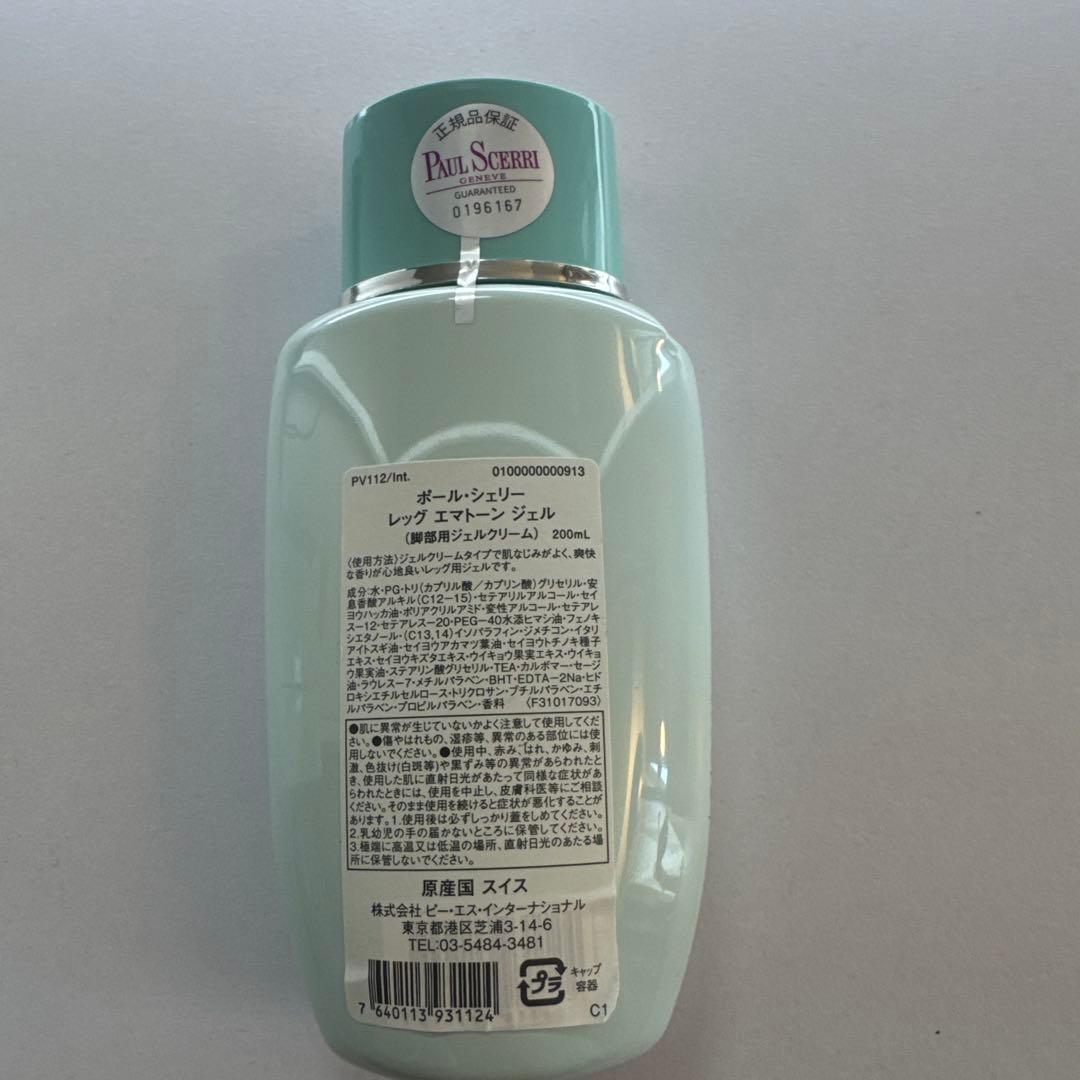 正規品保証
PAUL SCERRI
GENEVE
GUARANTEED
0196167
PV112/Int. 0100000000913
ポール・シェリー
レッグ エマトーン ジェル
(脚部用ジェルクリーム) 200mL
〈使用方法〉ジェルクリームタイプで肌なじみがよく、爽快
な香りが心地良いレッグ用ジェルです。
成分:水・PG・トリ(カプリル酸/カプリン酸)グリセリル・安
息香酸アルキル(C12−15)・セテアリルアルコール・セイ
ヨウハッカ油・ポリアクリルアミド・変性アルコール・セテアレ
ス−12・セテアレス−20・PEG−40水添ヒマシ油・フェノキ
シエタノール・(C13,14)イソパラフィン・ジメチコン・イタリ
アイトスギ油・セイヨウアカマツ葉油・セイヨウトチノキ種子
エキス・セイヨウキズタエキス・ウイキョウ果実エキス・ウイキョ
ウ果実油・ステアリン酸グリセリル・TEA・カルボマー・セージ
油・ラウレス−7・メチルパラベン・BHT・EDTA−2Na・ヒド
ロキシエチルセルロース・トリクロサン・ブチルパラベン・エチ
ルパラベン・プロピルパラベン・香料 〈F31017093〉
●肌に異常が生じていないかよく注意して使用してくだ
さい。●傷やはれもの、湿疹等、異常のある部位には使
用しないでください。●使用中、赤み、はれ、かゆみ、刺
激、色抜け(白斑等)や黒ずみ等の異常があらわれたと
き、使用した肌に直射日光があたって同様な症状があ
らわれたときには、使用を中止し、皮膚科医等にご相談
ください。そのまま使用を続けると症状が悪化することが
あります。1.使用後は必ずしっかり蓋をしめてください。
2.乳幼児の手の届かないところに保管してください。
3.極端に高温又は低温の場所、直射日光のあたる場
所に保管しないでください。
原産国 スイス
株式会社 ピー・エス・インターナショナル
東京都港区芝浦3-14-6
TEL:03-5484-3481
プラ
キャップ
容器
7 640113 931124
C1